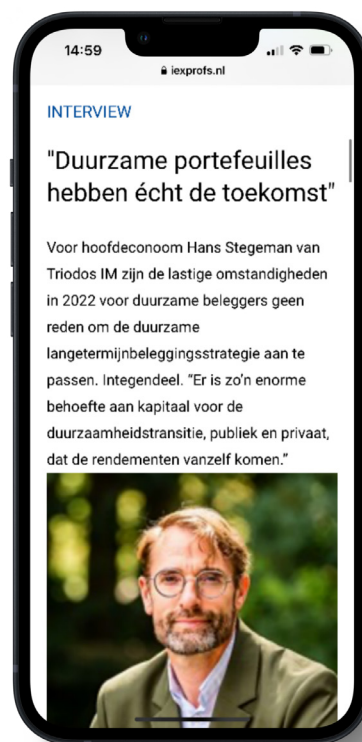 14:59
iexprofs.nl
INTERVIEW
"Duurzame portefeuilles
hebben écht de toekomst"
Voor hoofdeconoom Hans Stegeman van
Triodos IM zijn de lastige omstandigheden
in 2022 voor duurzame beleggers geen
reden om de duurzame
langetermijnbeleggingsstrategie aan te
passen. Integendeel. “Er is zo’n enorme
behoefte aan kapitaal voor de
duurzaamheidstransitie, publiek en privaat,
dat de rendementen vanzelf komen.”